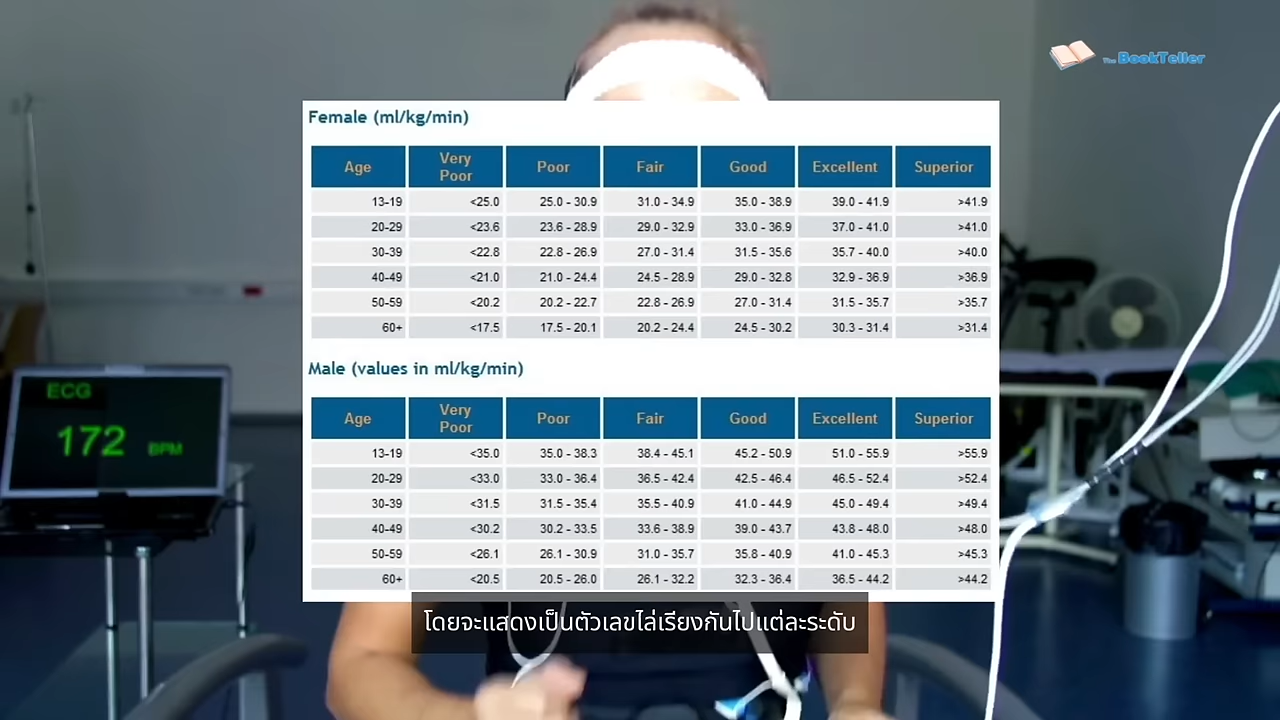 The BookTeller
Female (ml/kg/min)
Age Very Poor Poor Fair Good Excellent Superior
13-19 <25.0 25.0 - 30.9 31.0 - 34.9 35.0 - 38.9 39.0 - 41.9 >41.9
20-29 <23.6 23.6 - 28.9 29.0 - 32.9 33.0 - 36.9 37.0 - 41.0 >41.0
30-39 <22.8 22.8 - 26.9 27.0 - 31.4 31.5 - 35.6 35.7 - 40.0 >40.0
40-49 <21.0 21.0 - 24.4 24.5 - 28.9 29.0 - 32.8 32.9 - 36.9 >36.9
50-59 <20.2 20.2 - 22.7 22.8 - 26.9 27.0 - 31.4 31.5 - 35.7 >35.7
60+ <17.5 17.5 - 20.1 20.2 - 24.4 24.5 - 30.2 30.3 - 31.4 >31.4
Male (values in ml/kg/min)
Age Very Poor Poor Fair Good Excellent Superior
13-19 <35.0 35.0 - 38.3 38.4 - 45.1 45.2 - 50.9 51.0 - 55.9 >55.9
20-29 <33.0 33.0 - 36.4 36.5 - 42.4 42.5 - 46.4 46.5 - 52.4 >52.4
30-39 <31.5 31.5 - 35.4 35.5 - 40.9 41.0 - 44.9 45.0 - 49.4 >49.4
40-49 <30.2 30.2 - 33.5 33.6 - 38.9 39.0 - 43.7 43.8 - 48.0 >48.0
50-59 <26.1 26.1 - 30.9 31.0 - 35.7 35.8 - 40.9 41.0 - 45.3 >45.3
60+ <20.5 20.5 - 26.0 26.1 - 32.2 32.3 - 36.4 36.5 - 44.2 >44.2
ECG
172 BPM
โดยจะแสดงเป็นตัวเลขไล่เรียงกันไปแต่ละระดับ